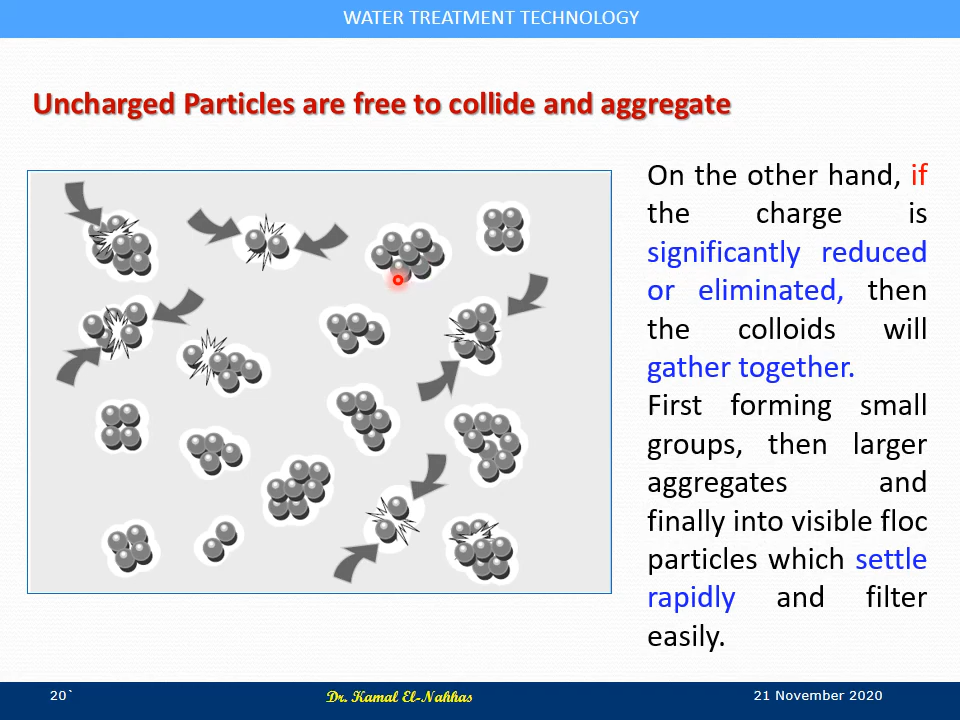 WATER TREATMENT TECHNOLOGY
Uncharged Particles are free to collide and aggregate
On the other hand, if
the charge is
significantly reduced
or eliminated, then
the colloids will
gather together.
First forming small
groups, then larger
aggregates and
finally into visible floc
particles which settle
rapidly and filter
easily.
20`
Dr. Kamal El-Nahhas
21 November 2020